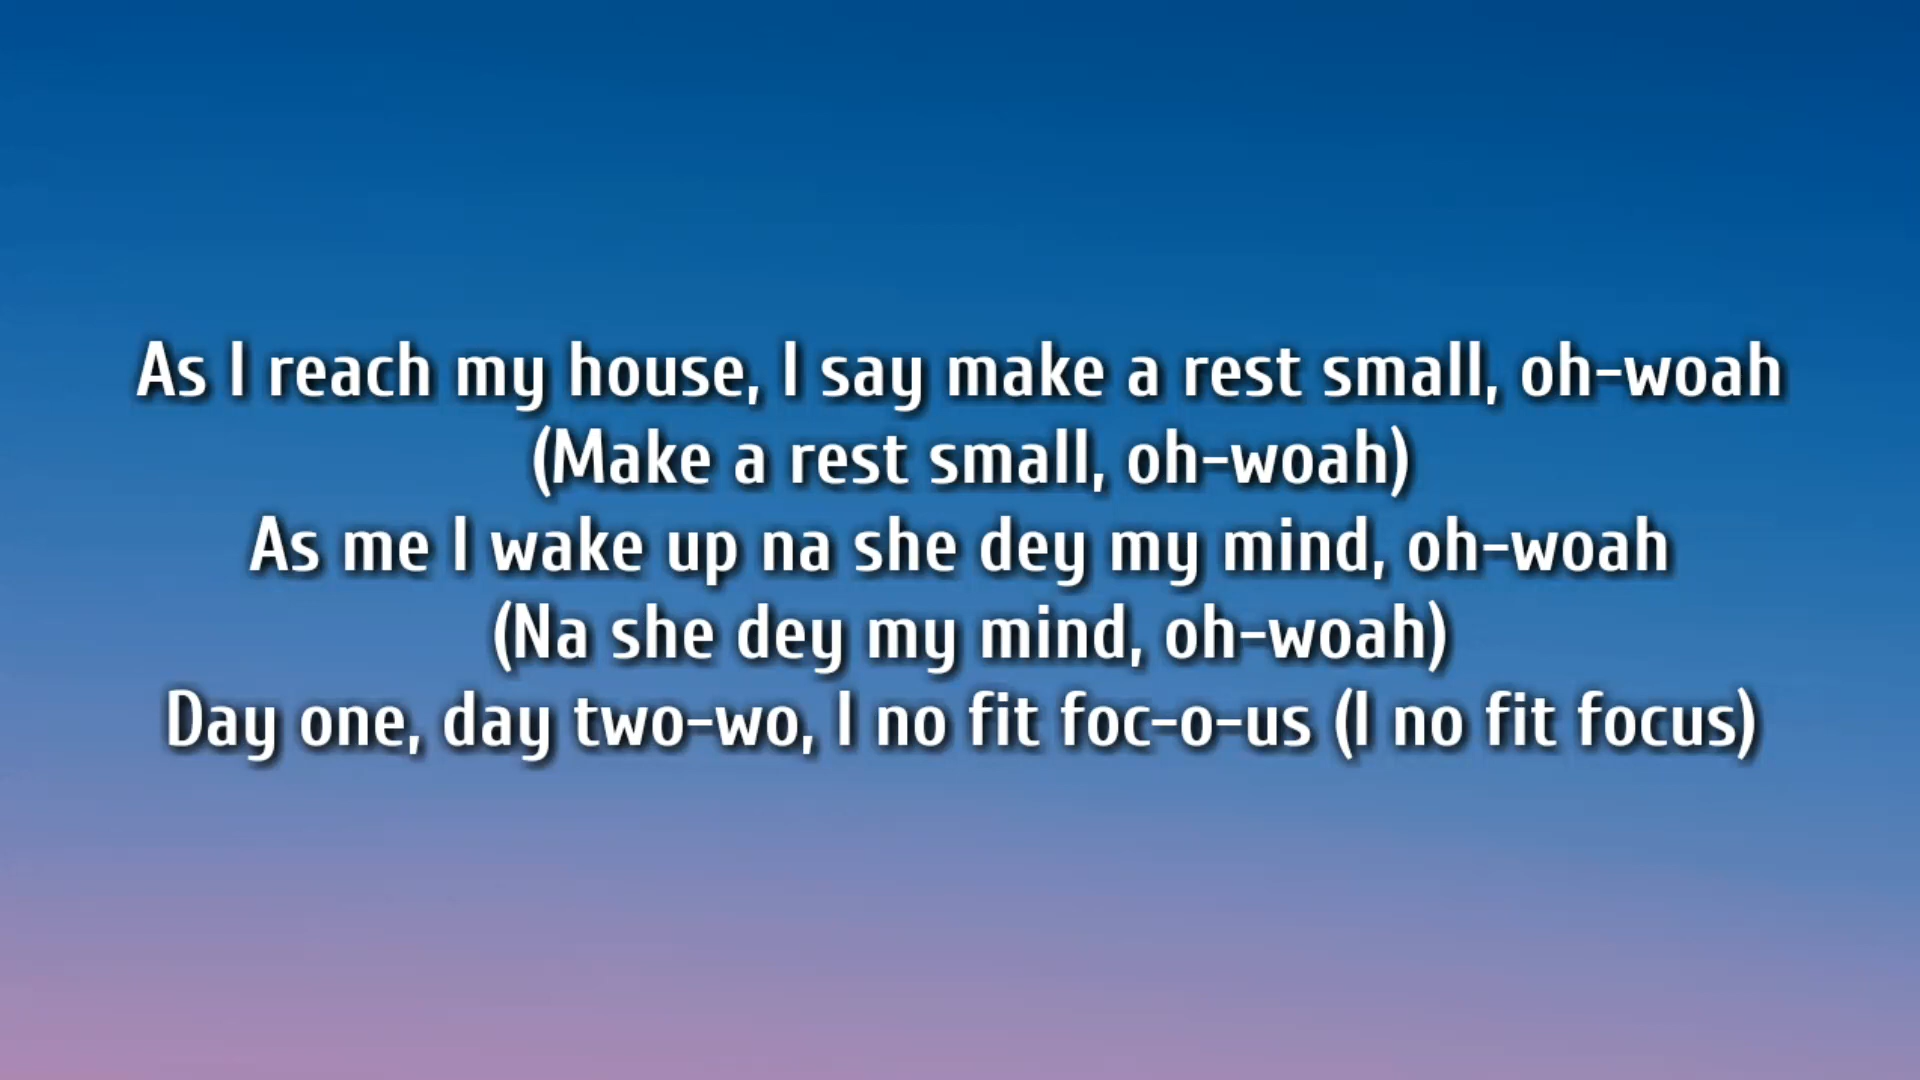 As I reach my house, I say make a rest small, oh-woah
(Make a rest small, oh-woah)
As me I wake up na she dey my mind, oh-woah
(Na she dey my mind, oh-woah)
Day one, day two-wo, I no fit foc-o-us (I no fit focus)